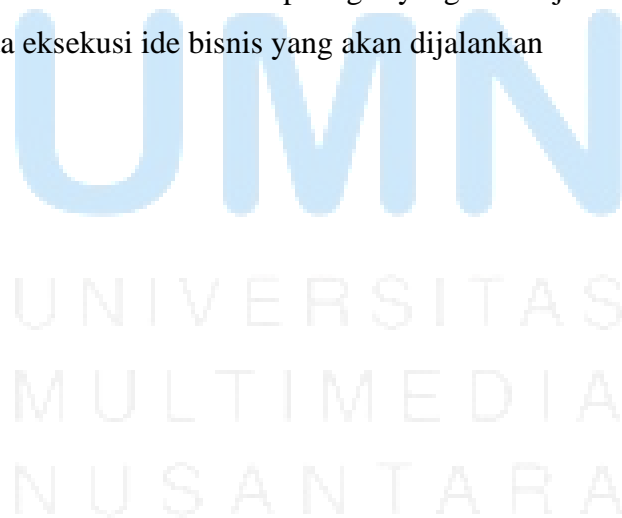 a eksekusi ide bisnis yang akan dijalankan
UMN
UNIVERSITAS
MULTIMEDIA
NUSANTARA